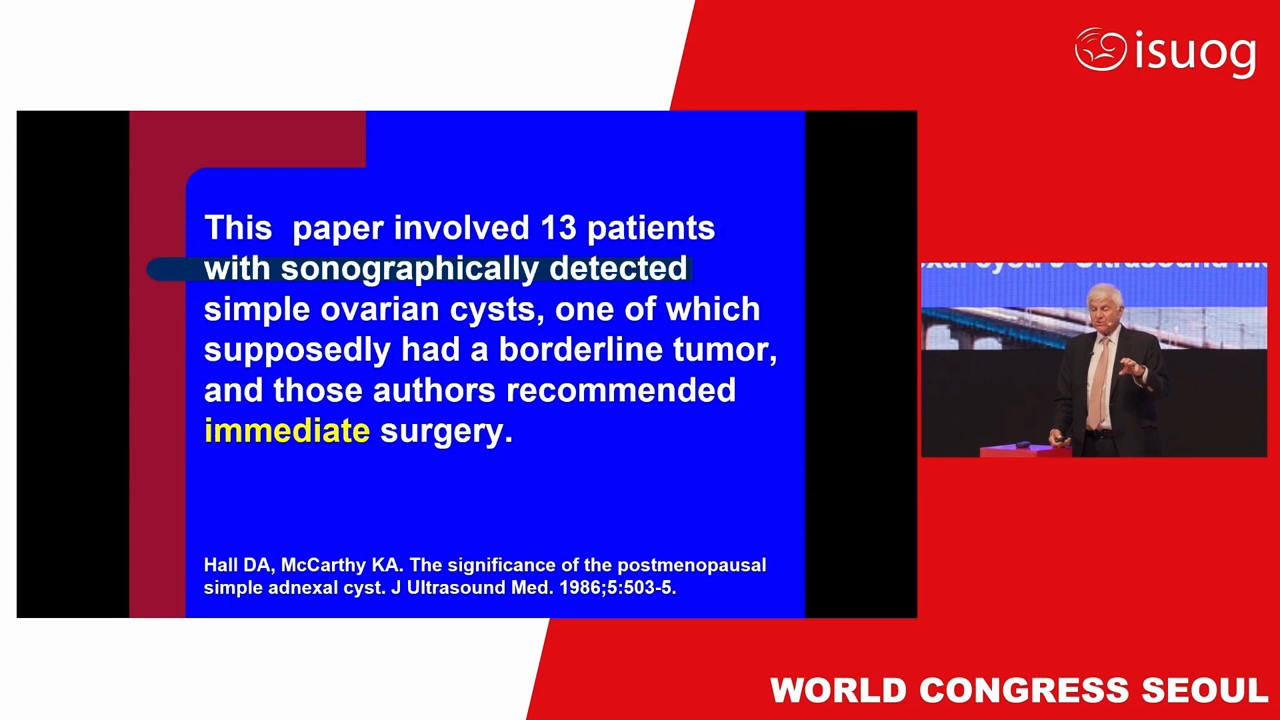 isuog
This paper involved 13 patients
with sonographically detected
simple ovarian cysts, one of which
supposedly had a borderline tumor,
and those authors recommended
immediate surgery.
Hall DA, McCarthy KA. The significance of the postmenopausal
simple adnexal cyst. J Ultrasound Med. 1986;5:503-5.
WORLD CONGRESS SEOUL